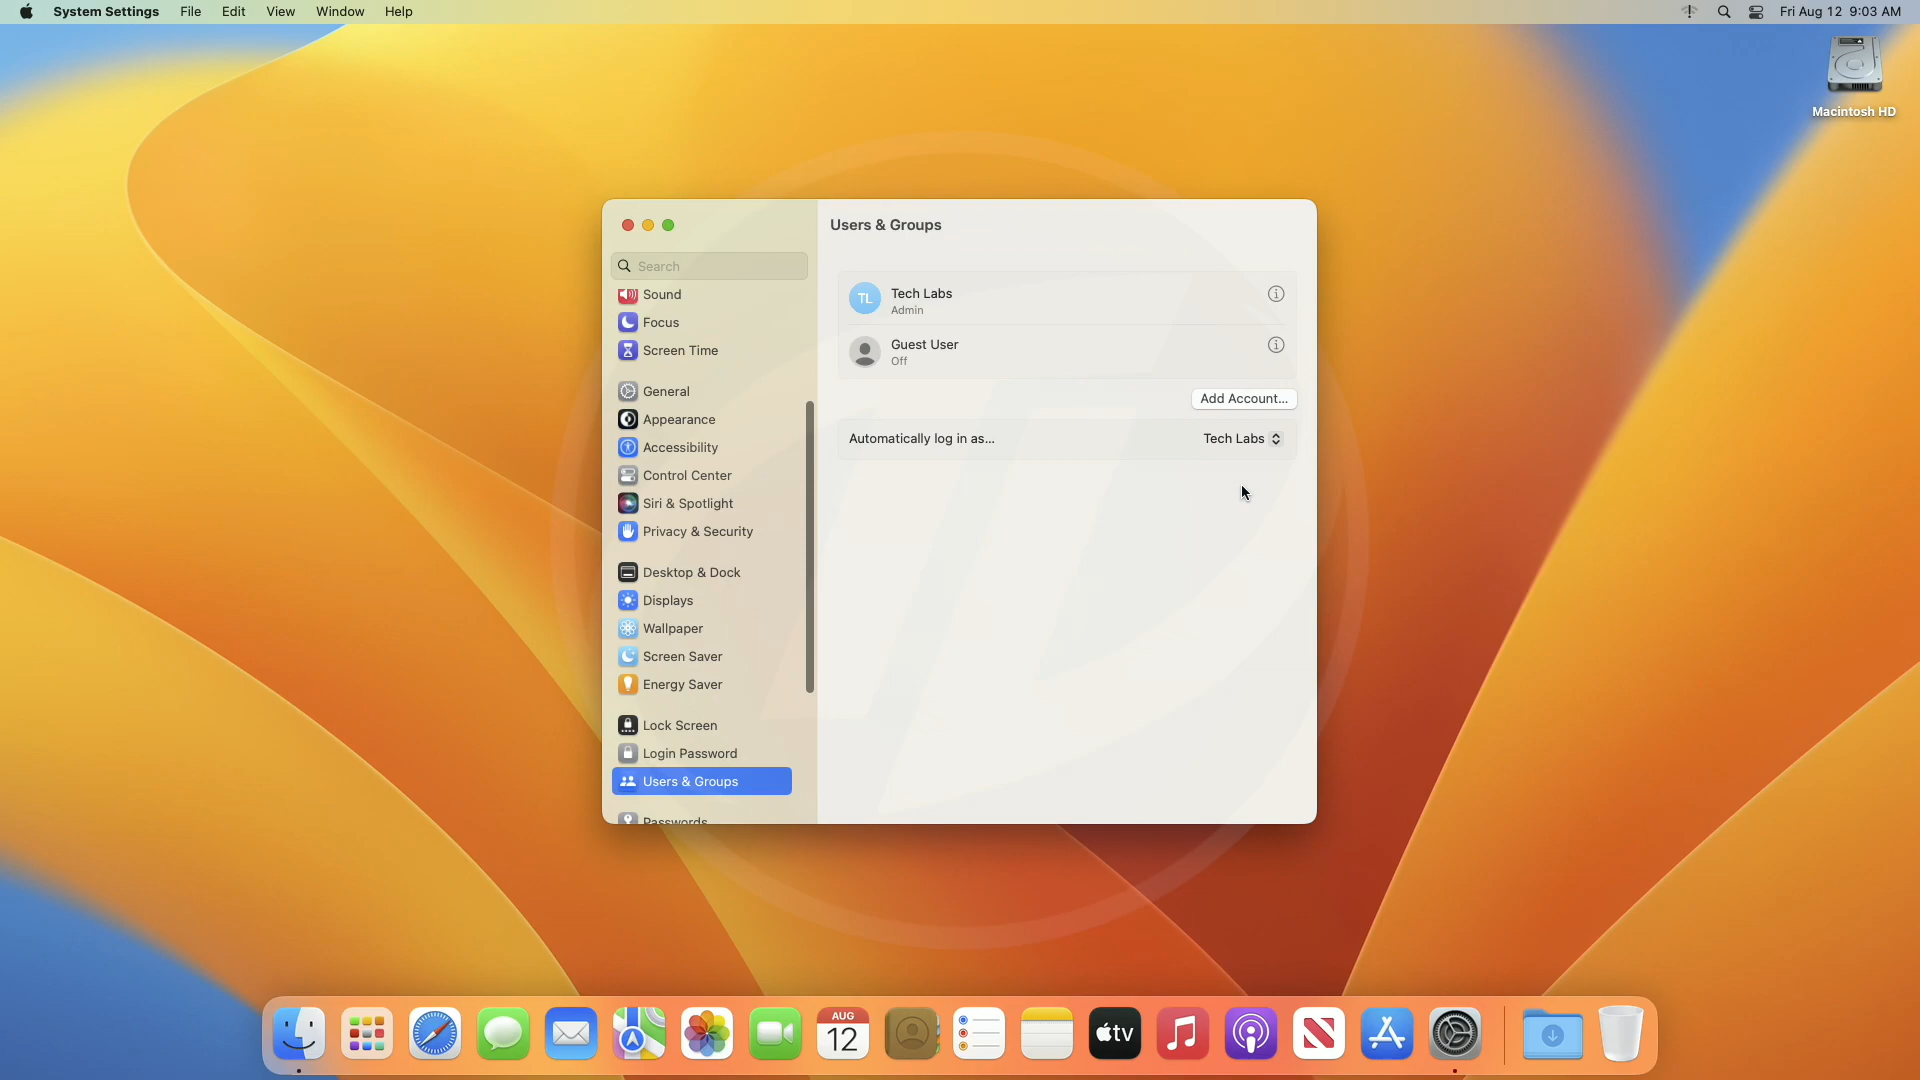 System Settings File Edit View Window Help Fri Aug 12 9:03 AM
Macintosh HD
Users & Groups
Search
Sound
Focus
Screen Time
General
Appearance
Accessibility
Control Center
Siri & Spotlight
Privacy & Security
Desktop & Dock
Displays
Wallpaper
Screen Saver
Energy Saver
Lock Screen
Login Password
Users & Groups
Passwords
TL Tech Labs
Admin
Guest User
Off
Add Account...
Automatically log in as... Tech Labs
AUG
12
tv